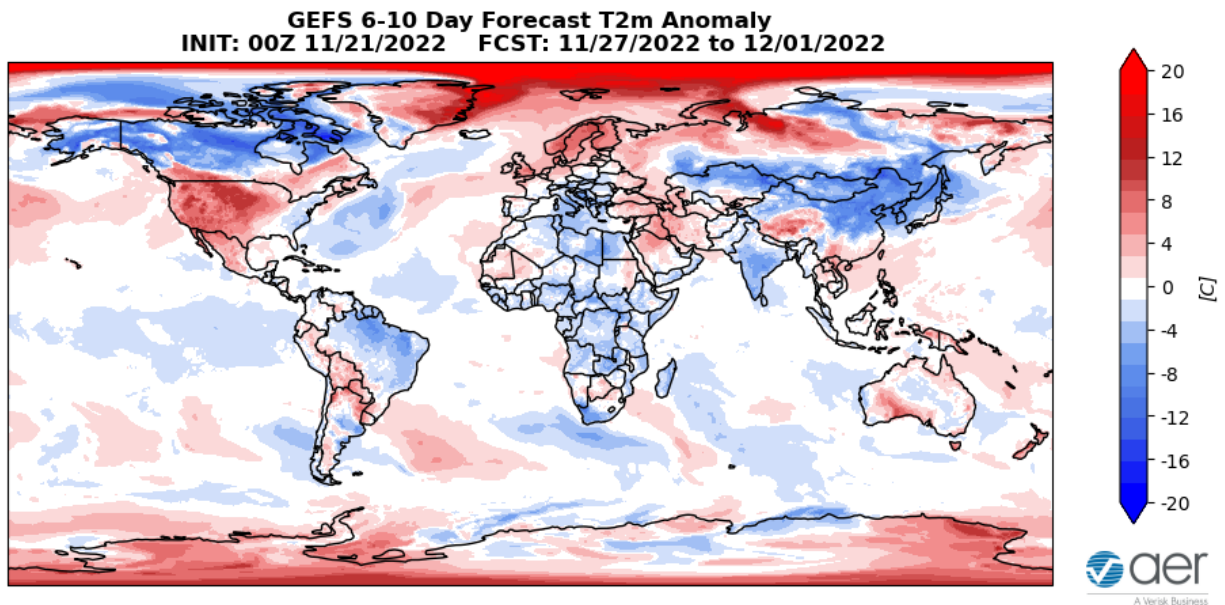 GEFS 6-10 Day Forecast T2m Anomaly
INIT: 00Z 11/21/2022 FCST: 11/27/2022 to 12/01/2022
20
16
12
8
4
0
-4
-8
-12
-16
-20
[C]
aer
A Verisk Business